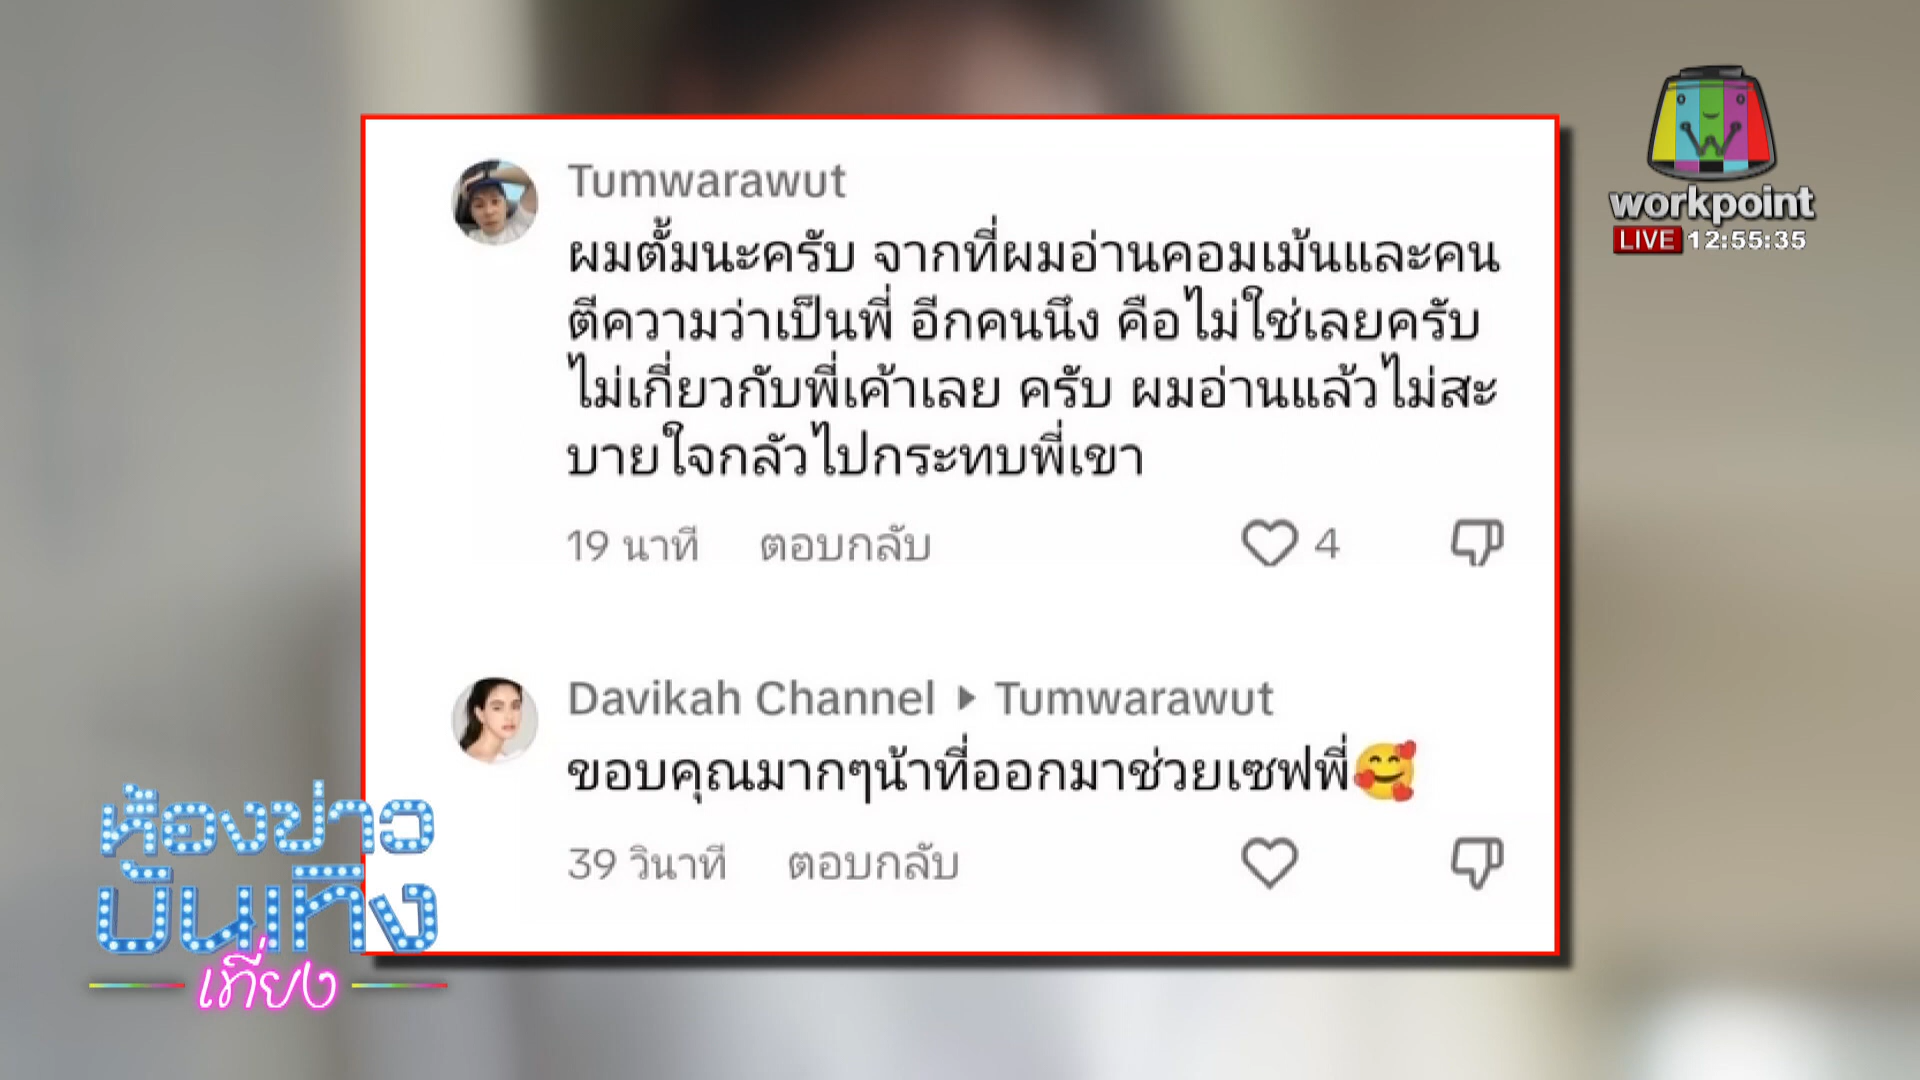 workpoint
LIVE 12:55:35
Tumwarawut
ผมตั้มนะครับ จากที่ผมอ่านคอมเม้นและคน
ตีความว่าเป็นพี่ อีกคนนึง คือไม่ใช่เลยครับ
ไม่เกี่ยวกับพี่เค้าเลย ครับ ผมอ่านแล้วไม่สะ
บายใจกลัวไปกระทบพี่เขา
19 นาที ตอบกลับ 4
Davikah Channel ▸ Tumwarawut
ขอบคุณมากๆน้าที่ออกมาช่วยเซฟพี่🥰
39 วินาที ตอบกลับ
ห้องข่าว
บันเทิง
เที่ยง